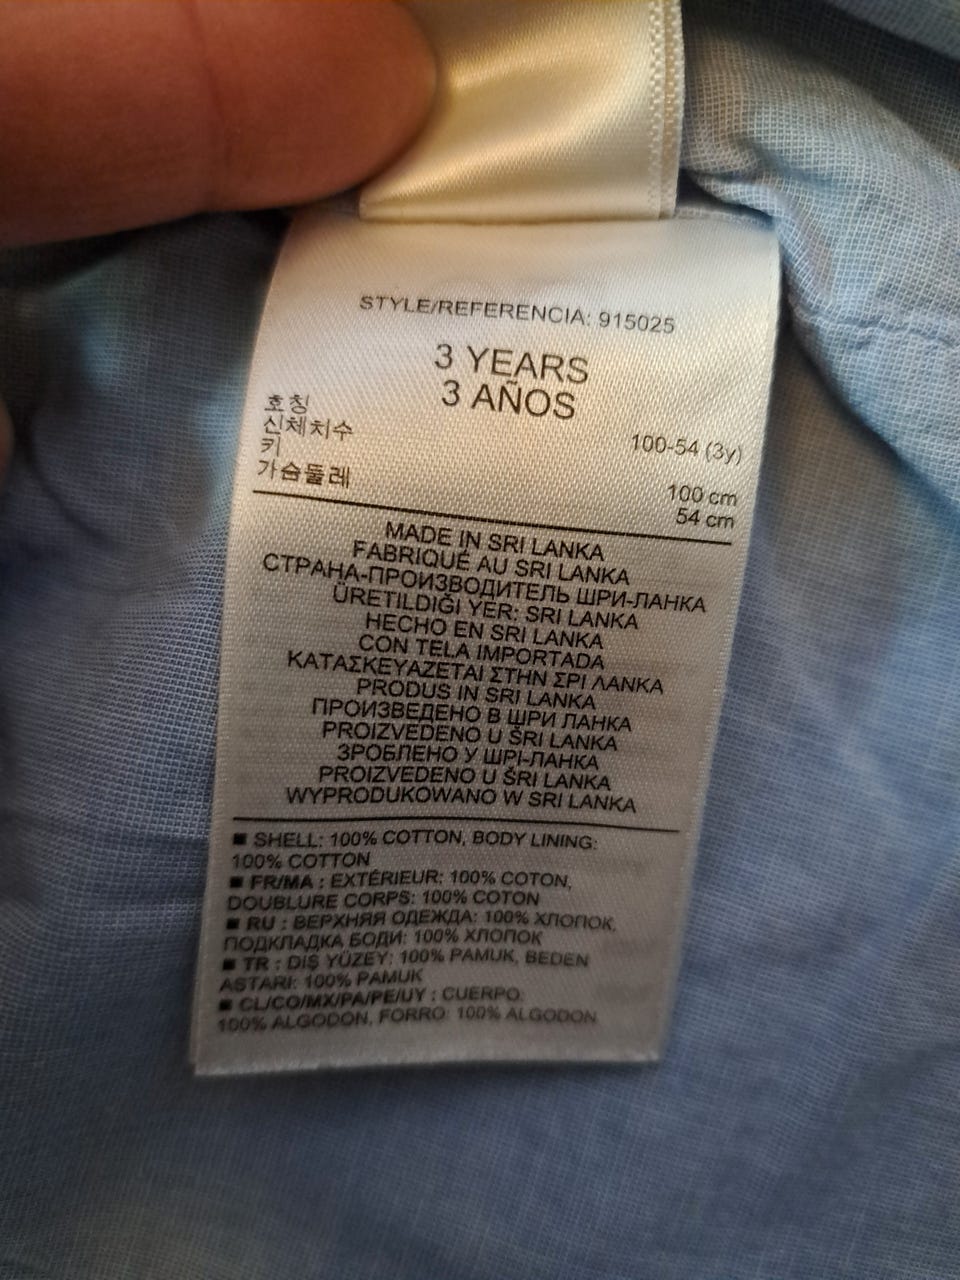 STYLE/REFERENCIA: 915025
3 YEARS
3 AÑOS
호칭 100-54 (3y)
신체치수
키 100 cm
가슴둘레 54 cm
MADE IN SRI LANKA
FABRIQUÉ AU SRI LANKA
СТРАНА-ПРОИЗВОДИТЕЛЬ ШРИ-ЛАНКА
ÜRETILDIĞI YER: SRI LANKA
HECHO EN SRI LANKA
CON TELA IMPORTADA
ΚΑΤΑΣΚΕΥΑΖΕΤΑΙ ΣΤΗΝ ΣΡΙ ΛΑΝΚΑ
PRODUS IN SRI LANKA
ПРОИЗВЕДЕНО В ШРИ ЛАНКА
PROIZVEDENO U ŠRI LANKA
ЗРОБЛЕНО У ШРІ-ЛАНКА
PROIZVEDENO U ŠRI LANKA
WYPRODUKOWANO W SRI LANKA
■ SHELL: 100% COTTON, BODY LINING:
100% COTTON
■ FR/MA : EXTÉRIEUR: 100% COTON,
DOUBLURE CORPS: 100% COTON
■ RU : ВЕРХНЯЯ ОДЕЖДА: 100% ХЛОПОК,
ПОДКЛАДКА БОДИ: 100% ХЛОПОК
■ TR : DIŞ YÜZEY: 100% PAMUK, BEDEN
ASTARI: 100% PAMUK
■ CL/CO/MX/PA/PE/UY : CUERPO:
100% ALGODON, FORRO: 100% ALGODON